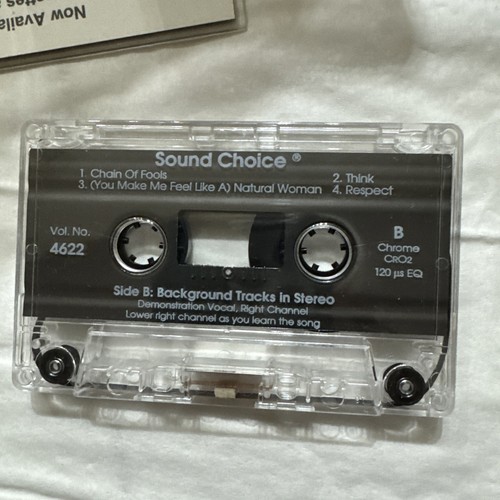 Now Availa
Sound Choice ®
1. Chain Of Fools 2. Think
3. (You Make Me Feel Like A) Natural Woman 4. Respect
Vol. No.
4622
B
Chrome
CRO2
120 µs EQ
Side B: Background Tracks in Stereo
Demonstration Vocal, Right Channel
Lower right channel as you learn the song